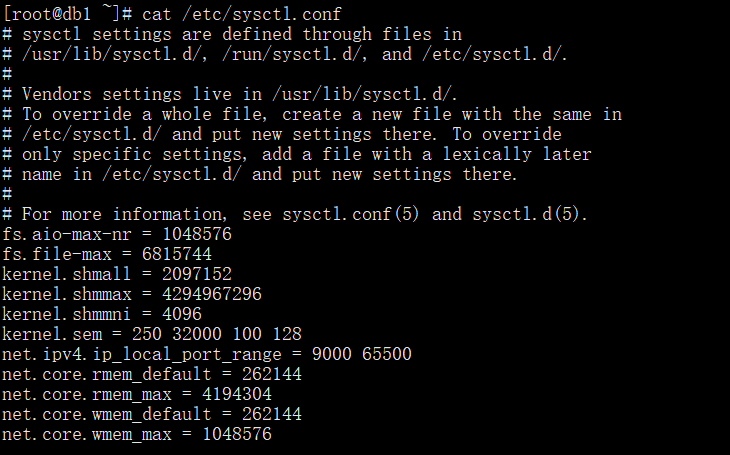 [root@db1 ~]# cat /etc/sysctl.conf
# sysctl settings are defined through files in
# /usr/lib/sysctl.d/, /run/sysctl.d/, and /etc/sysctl.d/.
#
# Vendors settings live in /usr/lib/sysctl.d/.
# To override a whole file, create a new file with the same in
# /etc/sysctl.d/ and put new settings there. To override
# only specific settings, add a file with a lexically later
# name in /etc/sysctl.d/ and put new settings there.
#
# For more information, see sysctl.conf(5) and sysctl.d(5).
fs.aio-max-nr = 1048576
fs.file-max = 6815744
kernel.shmall = 2097152
kernel.shmmax = 4294967296
kernel.shmmni = 4096
kernel.sem = 250 32000 100 128
net.ipv4.ip_local_port_range = 9000 65500
net.core.rmem_default = 262144
net.core.rmem_max = 4194304
net.core.wmem_default = 262144
net.core.wmem_max = 1048576